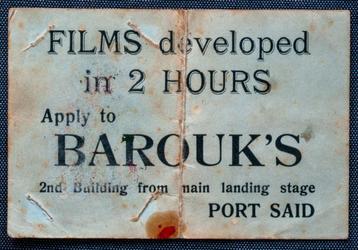 FILMS developed
in 2 HOURS
Apply to
BAROUK'S
2nd Building from main landing stage
PORT SAID